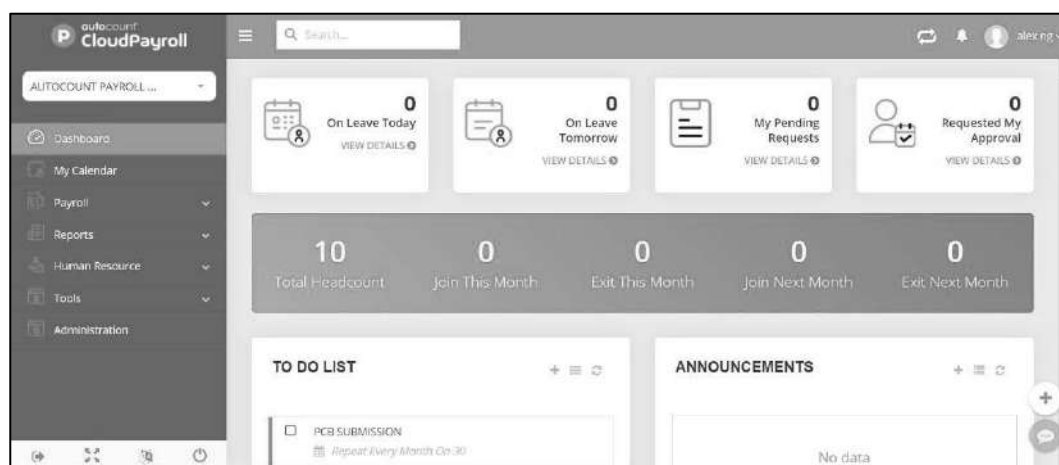 autocount
CloudPayroll
Search...
alex ng
AUTOCOUNT PAYROLL ...
Dashboard
My Calendar
Payroll
Reports
Human Resource
Tools
Administration
0
On Leave Today
VIEW DETAILS
0
On Leave
Tomorrow
VIEW DETAILS
0
My Pending
Requests
VIEW DETAILS
0
Requested My
Approval
VIEW DETAILS
10
Total Headcount
0
Join This Month
0
Exit This Month
0
Join Next Month
0
Exit Next Month
TO DO LIST
PCB SUBMISSION
Repeat Every Month On 30
ANNOUNCEMENTS
No data